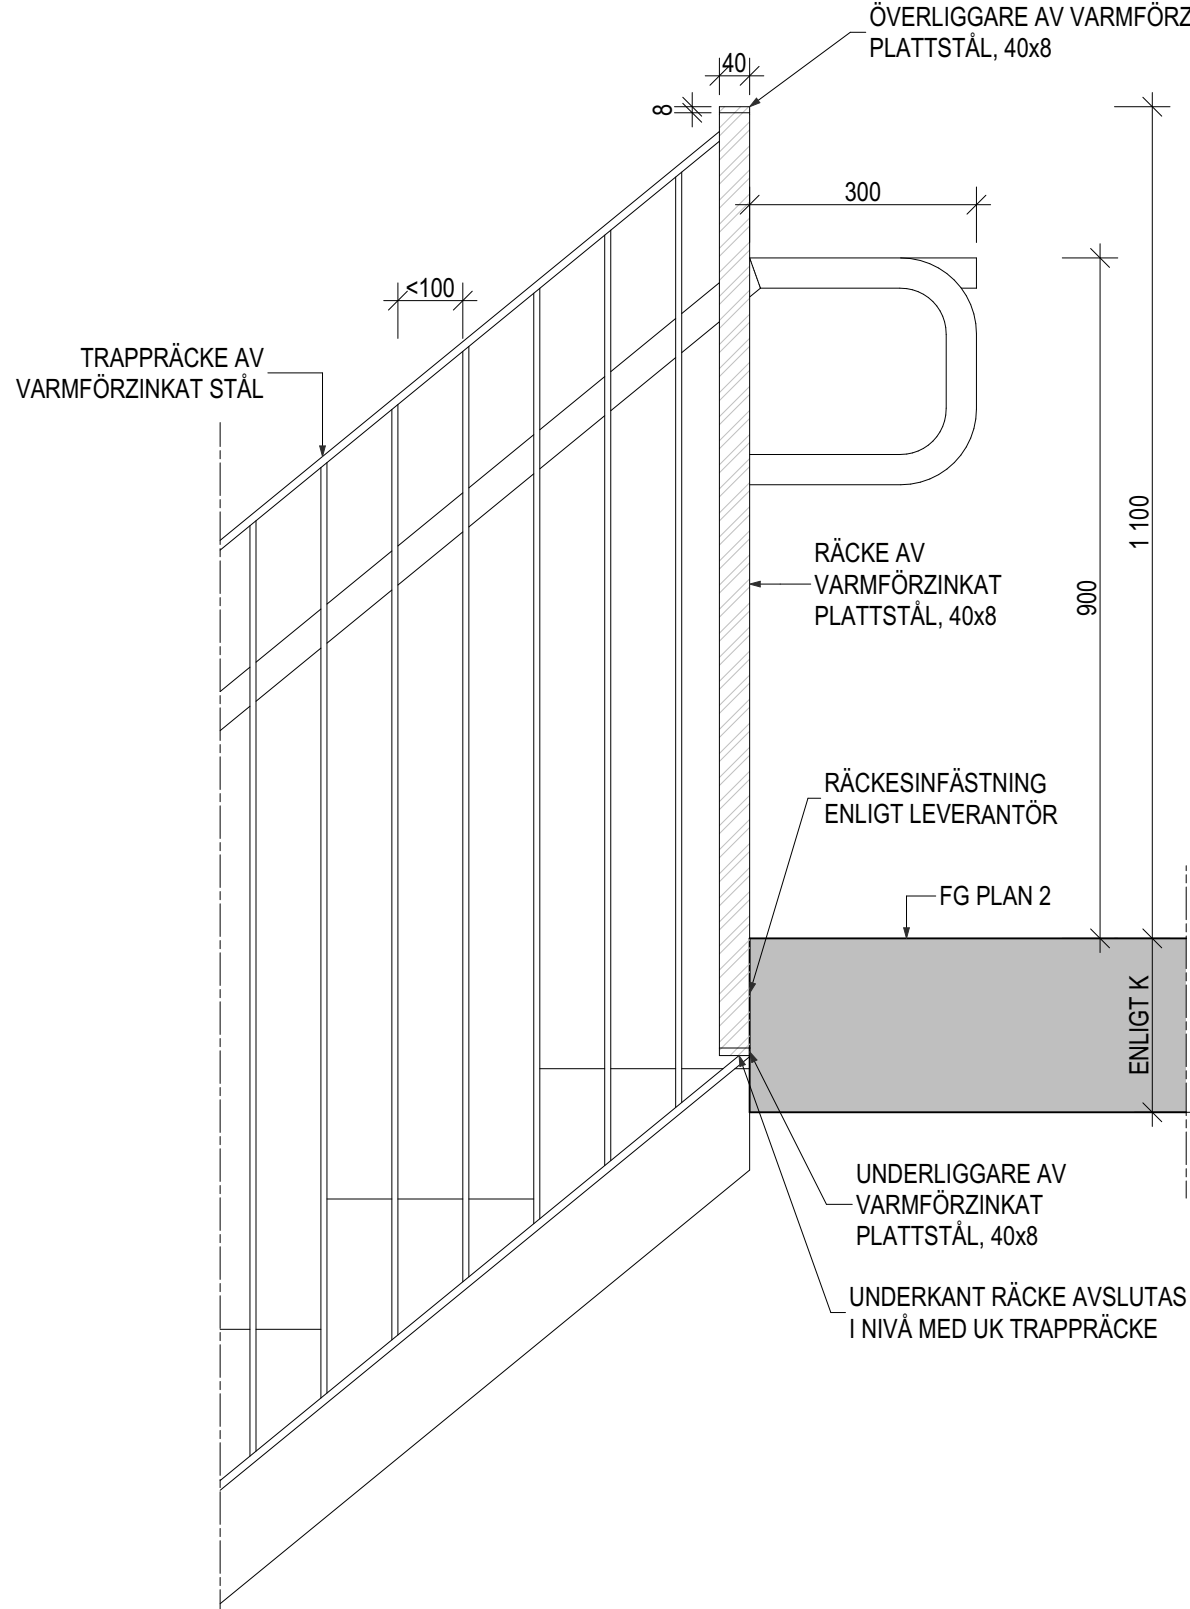 ÖVERLIGGARE AV VARMFÖRZ
PLATTSTÅL, 40x8
40
8
300
<100
TRAPPRÄCKE AV
VARMFÖRZINKAT STÅL
1 100
900
RÄCKE AV
VARMFÖRZINKAT
PLATTSTÅL, 40x8
RÄCKESINFÄSTNING
ENLIGT LEVERANTÖR
FG PLAN 2
ENLIGT K
UNDERLIGGARE AV
VARMFÖRZINKAT
PLATTSTÅL, 40x8
UNDERKANT RÄCKE AVSLUTAS
I NIVÅ MED UK TRAPPRÄCKE